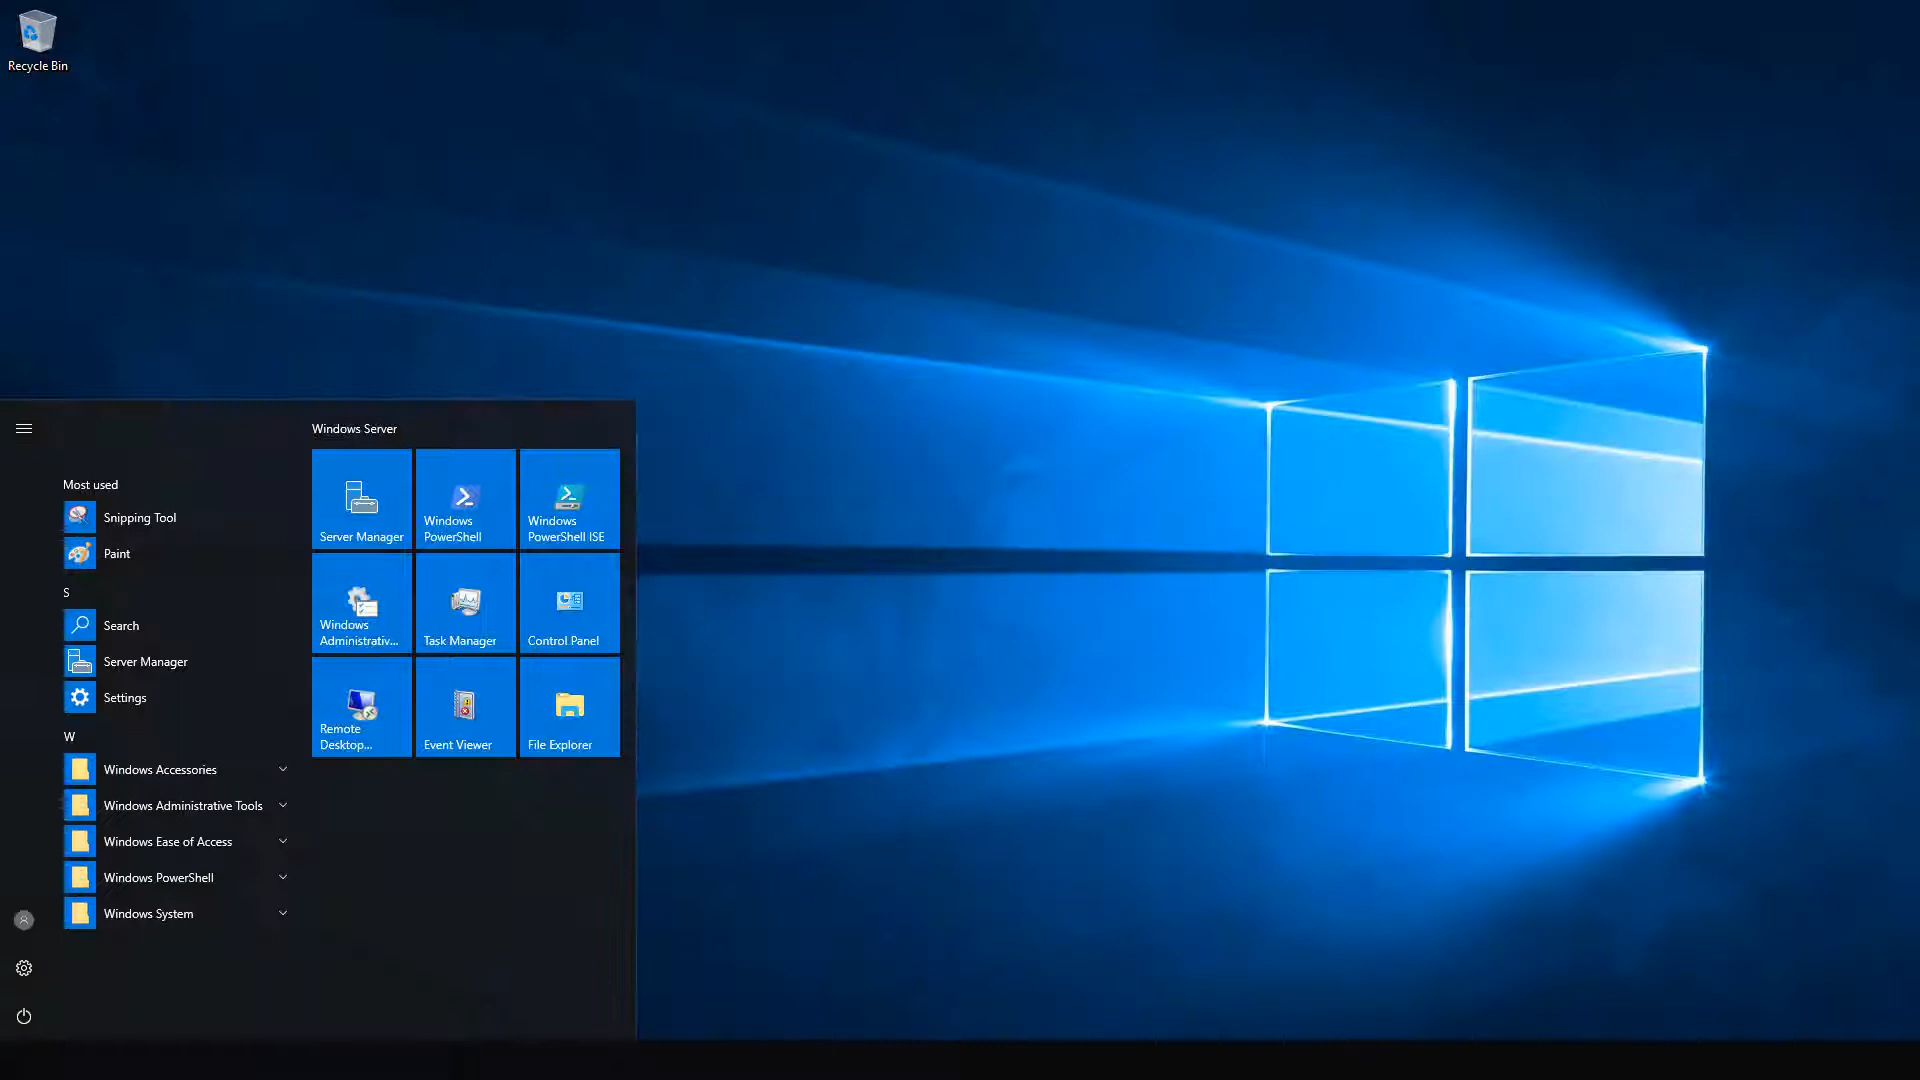 Recycle Bin
Windows Server
Most used
Snipping Tool
Paint
S
Search
Server Manager
Settings
W
Windows Accessories
Windows Administrative Tools
Windows Ease of Access
Windows PowerShell
Windows System
Server Manager
Windows
PowerShell
Windows
PowerShell ISE
Windows
Administrativ...
Task Manager
Control Panel
Remote
Desktop...
Event Viewer
File Explorer